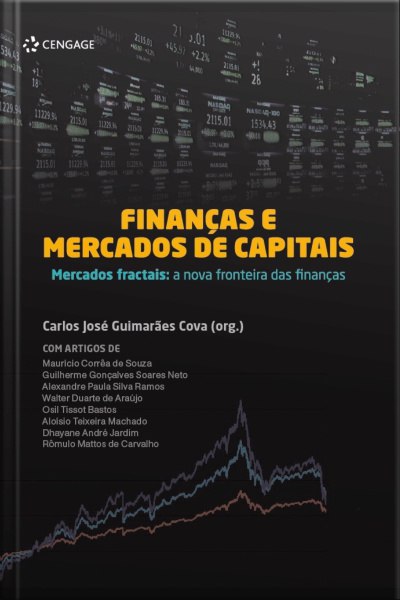 CENGAGE
FINANÇAS E
MERCADOS DE CAPITAIS
Mercados fractais: a nova fronteira das finanças
Carlos José Guimarães Cova (org.)
COM ARTIGOS DE
Mauricio Corrêa de Souza
Guilherme Gonçalves Soares Neto
Alexandre Paula Silva Ramos
Walter Duarte de Araújo
Osil Tissot Bastos
Aloisio Teixeira Machado
Dhayane André Jardim
Rômulo Mattos de Carvalho